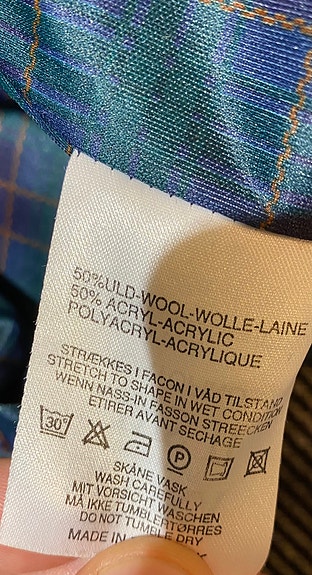 50%ULD-WOOL-WOLLE-LAINE
50% ACRYL-ACRYLIC
POLYACRYL-ACRYLIQUE
STRÆKKES I FACON I VÅD TILSTAND
STRETCH TO SHAPE IN WET CONDITION
WENN NASS-IN FASSON STREECKEN
ETIRER AVANT SECHAGE
30° P
SKÅNE VASK
WASH CAREFULLY
MIT VORSICHT WASCHEN
MÅ IKKE TUMBLERTØRRES
DO NOT TUMBLE DRY
MADE IN